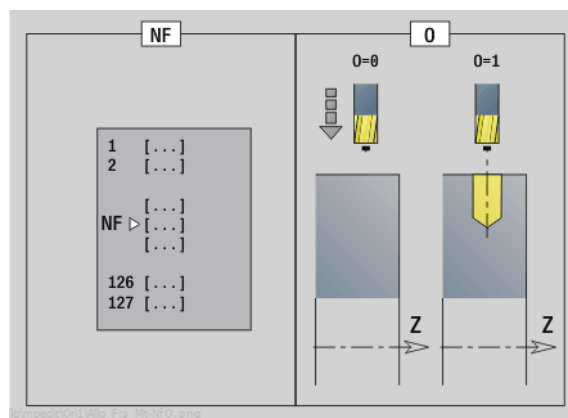 NF
1 [...]
2 [...]
[...]
NF [...]
[...]
126 [...]
127 [...]
O
O=0 O=1
Z Z